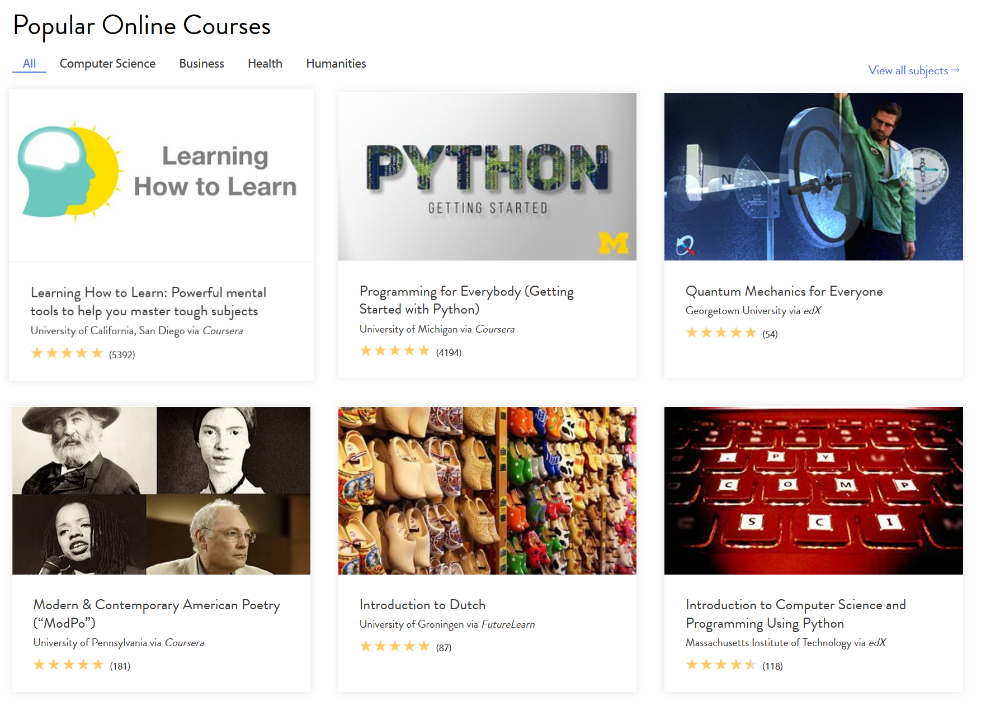 Popular Online Courses
All Computer Science Business Health Humanities
View all subjects →
Learning
How to Learn
Learning How to Learn: Powerful mental
tools to help you master tough subjects
University of California, San Diego via Coursera
(5392)
PYTHON
GETTING STARTED
M
Programming for Everybody (Getting
Started with Python)
University of Michigan via Coursera
(4194)
N
Quantum Mechanics for Everyone
Georgetown University via edX
(54)
Modern & Contemporary American Poetry
(“ModPo”)
University of Pennsylvania via Coursera
(181)
Introduction to Dutch
University of Groningen via FutureLearn
(87)
. P Y
C O M P
S C I
Introduction to Computer Science and
Programming Using Python
Massachusetts Institute of Technology via edX
(118)